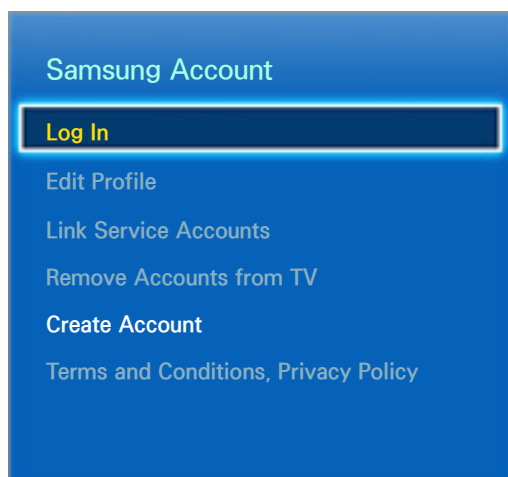 Samsung Account
Log In
Edit Profile
Link Service Accounts
Remove Accounts from TV
Create Account
Terms and Conditions, Privacy Policy